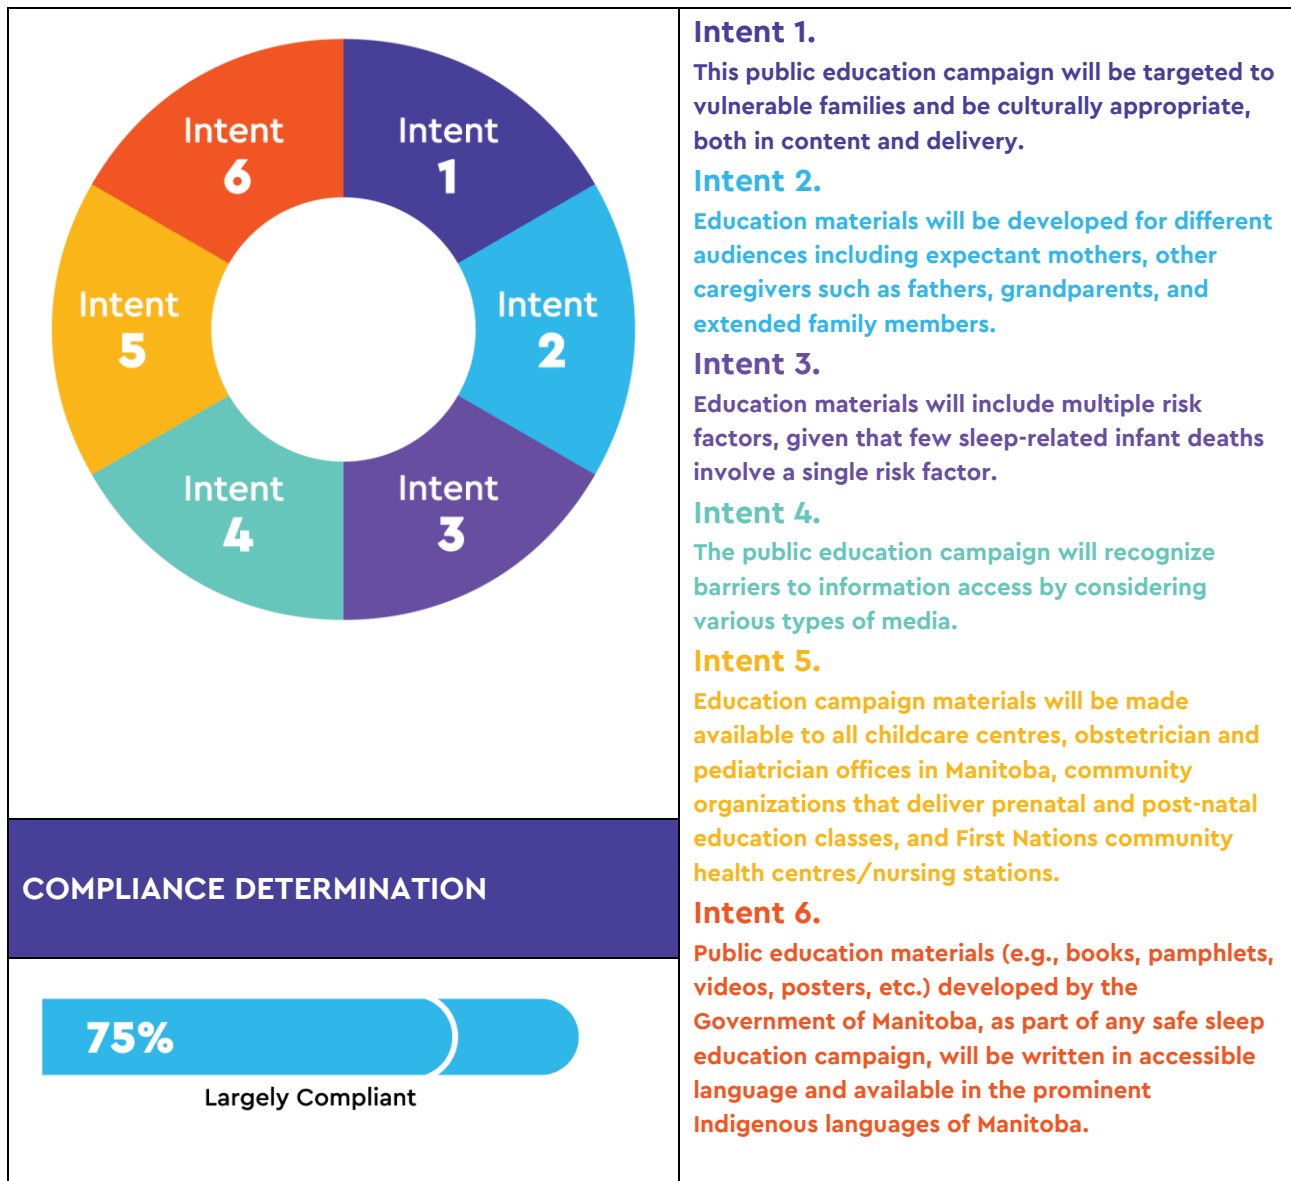 Intent
1
Intent
2
Intent
3
Intent
4
Intent
5
Intent
6
COMPLIANCE DETERMINATION
75%
Largely Compliant
Intent 1.
This public education campaign will be targeted to
vulnerable families and be culturally appropriate,
both in content and delivery.
Intent 2.
Education materials will be developed for different
audiences including expectant mothers, other
caregivers such as fathers, grandparents, and
extended family members.
Intent 3.
Education materials will include multiple risk
factors, given that few sleep-related infant deaths
involve a single risk factor.
Intent 4.
The public education campaign will recognize
barriers to information access by considering
various types of media.
Intent 5.
Education campaign materials will be made
available to all childcare centres, obstetrician and
pediatrician offices in Manitoba, community
organizations that deliver prenatal and post-natal
education classes, and First Nations community
health centres/nursing stations.
Intent 6.
Public education materials (e.g., books, pamphlets,
videos, posters, etc.) developed by the
Government of Manitoba, as part of any safe sleep
education campaign, will be written in accessible
language and available in the prominent
Indigenous languages of Manitoba.